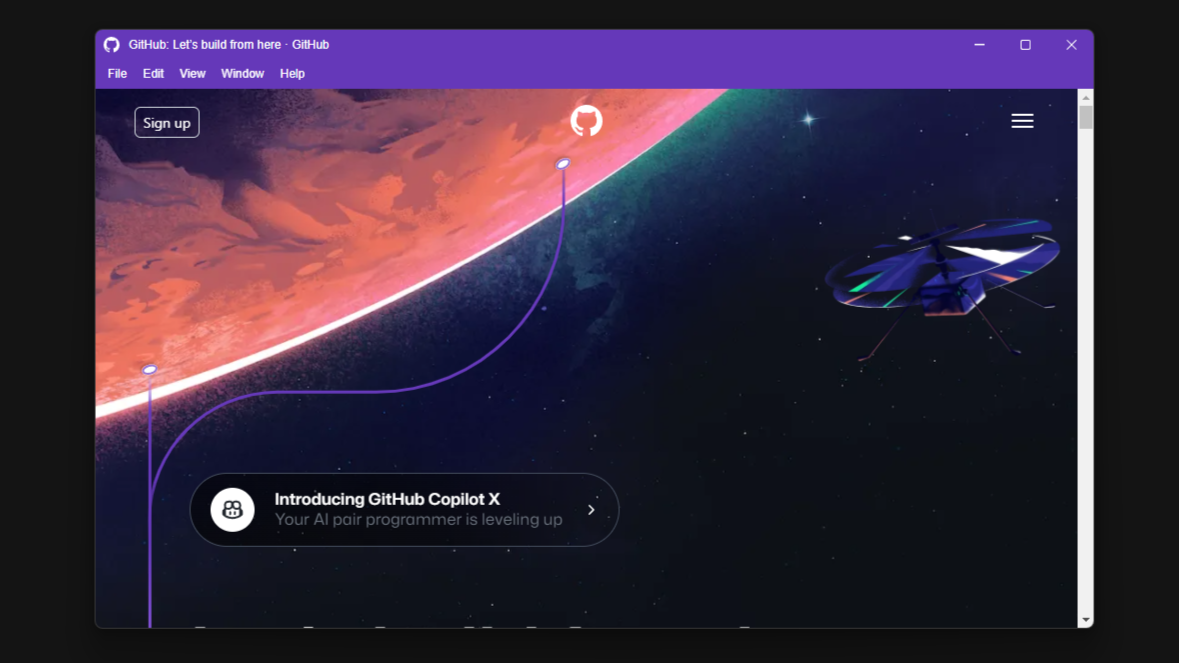 GitHub: Let's build from here · GitHub
File Edit View Window Help
Sign up
Introducing GitHub Copilot X
Your AI pair programmer is leveling up